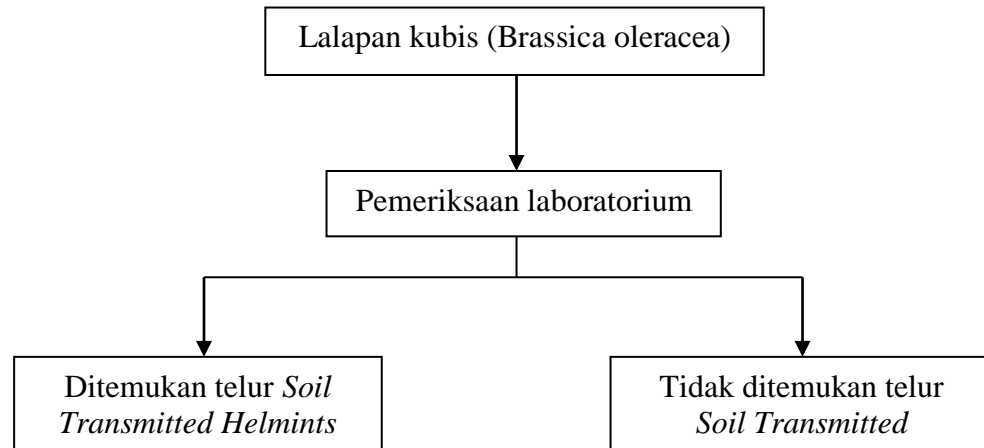 Lalapan kubis (Brassica oleracea)
Pemeriksaan laboratorium
Ditemukan telur Soil
Transmitted Helmints
Tidak ditemukan telur
Soil Transmitted